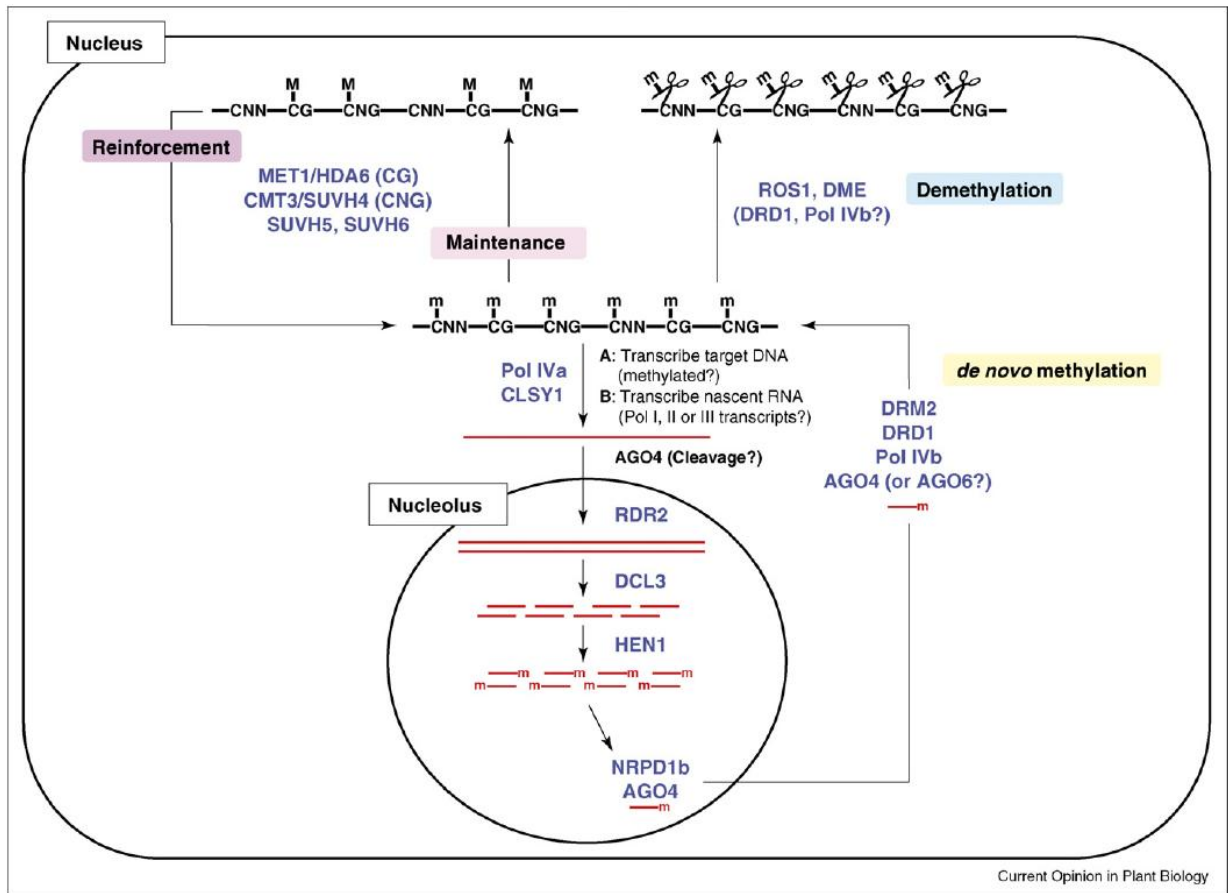 Nucleus
M M M M
CNN CG CNG CNN CG CNG
m m m m m m
CNN CG CNG CNN CG CNG
Reinforcement
MET1/HDA6 (CG)
CMT3/SUVH4 (CNG)
SUVH5, SUVH6
Maintenance
ROS1, DME
(DRD1, Pol IVb?)
Demethylation
m m m m m m
CNN CG CNG CNN CG CNG
Pol IVa
CLSY1
A: Transcribe target DNA
(methylated?)
B: Transcribe nascent RNA
(Pol I, II or III transcripts?)
AGO4 (Cleavage?)
de novo methylation
DRM2
DRD1
Pol IVb
AGO4 (or AGO6?)
m
Nucleolus
RDR2
DCL3
HEN1
m m m m
m m m m
NRPD1b
AGO4
m
Current Opinion in Plant Biology